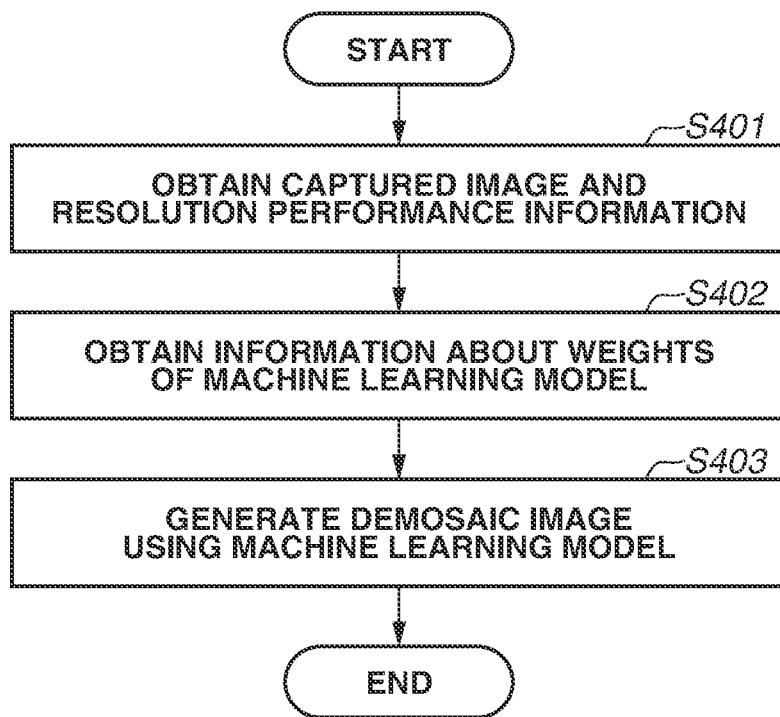 START
S401
OBTAIN CAPTURED IMAGE AND
RESOLUTION PERFORMANCE INFORMATION
S402
OBTAIN INFORMATION ABOUT WEIGHTS
OF MACHINE LEARNING MODEL
S403
GENERATE DEMOSAIC IMAGE
USING MACHINE LEARNING MODEL
END